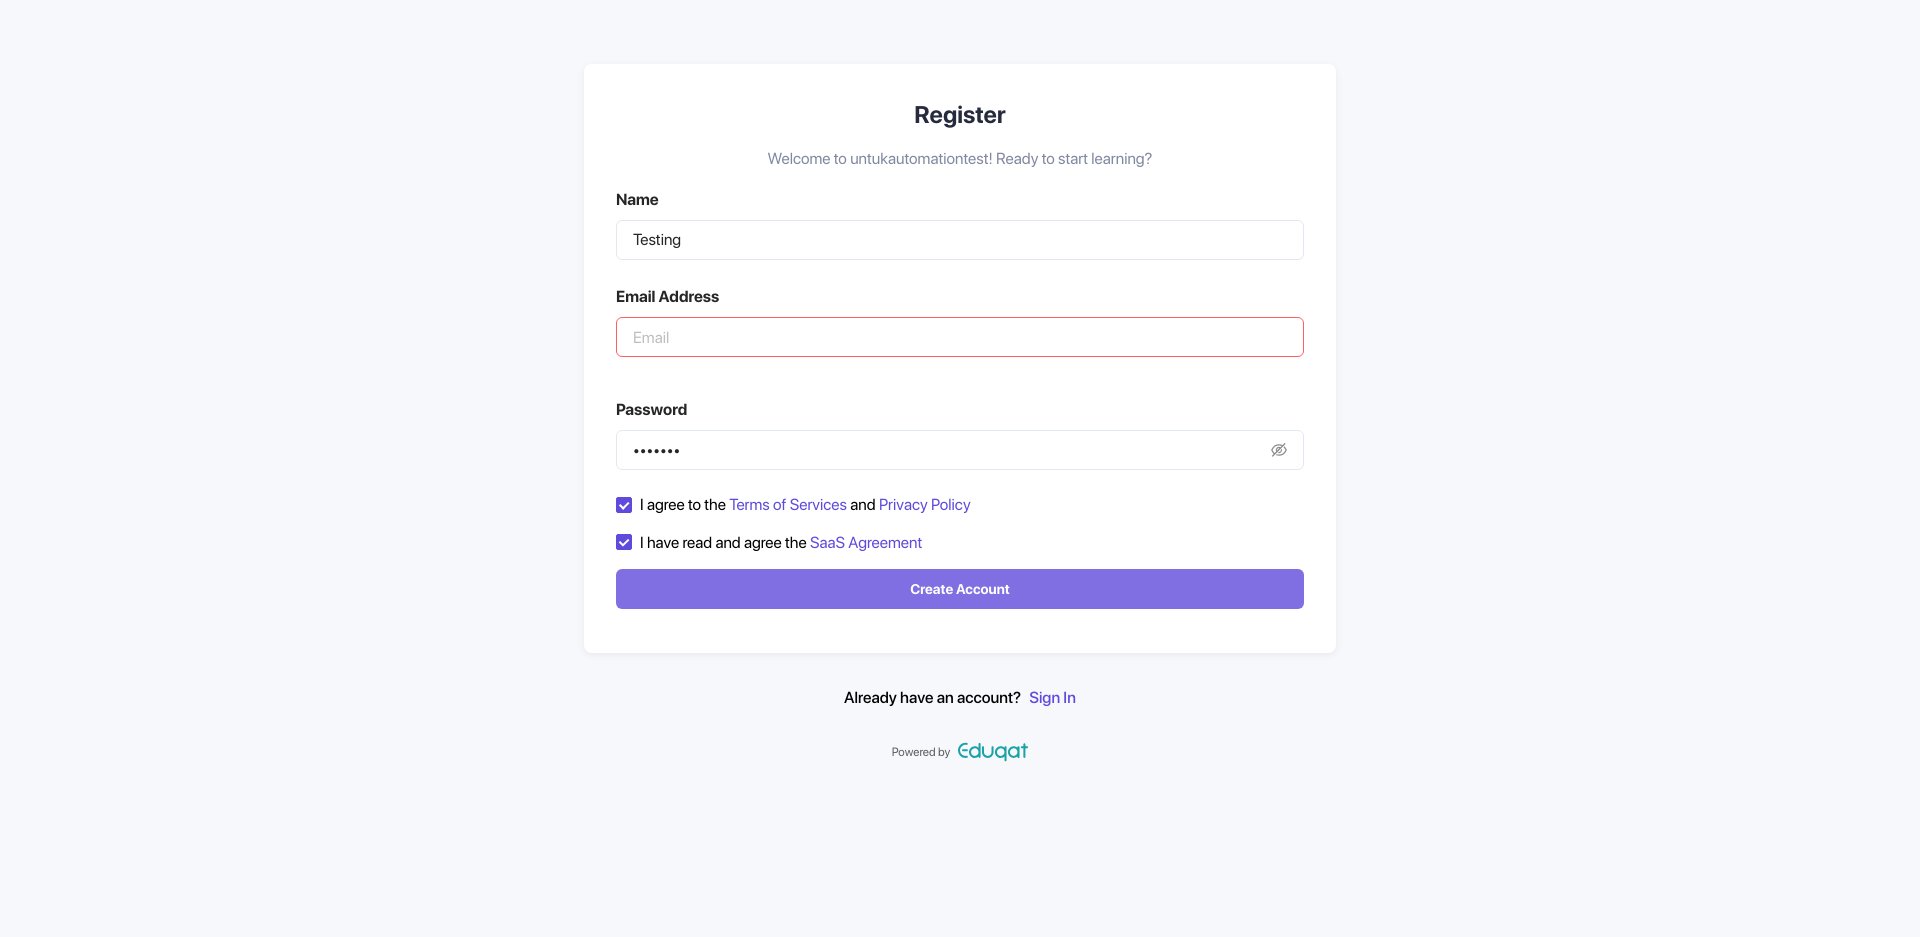 Register
Welcome to untukautomationtest! Ready to start learning?
Name
Testing
Email Address
Email
Password
•••••••
I agree to the Terms of Services and Privacy Policy
I have read and agree the SaaS Agreement
Create Account
Already have an account? Sign In
Powered by Eduqat